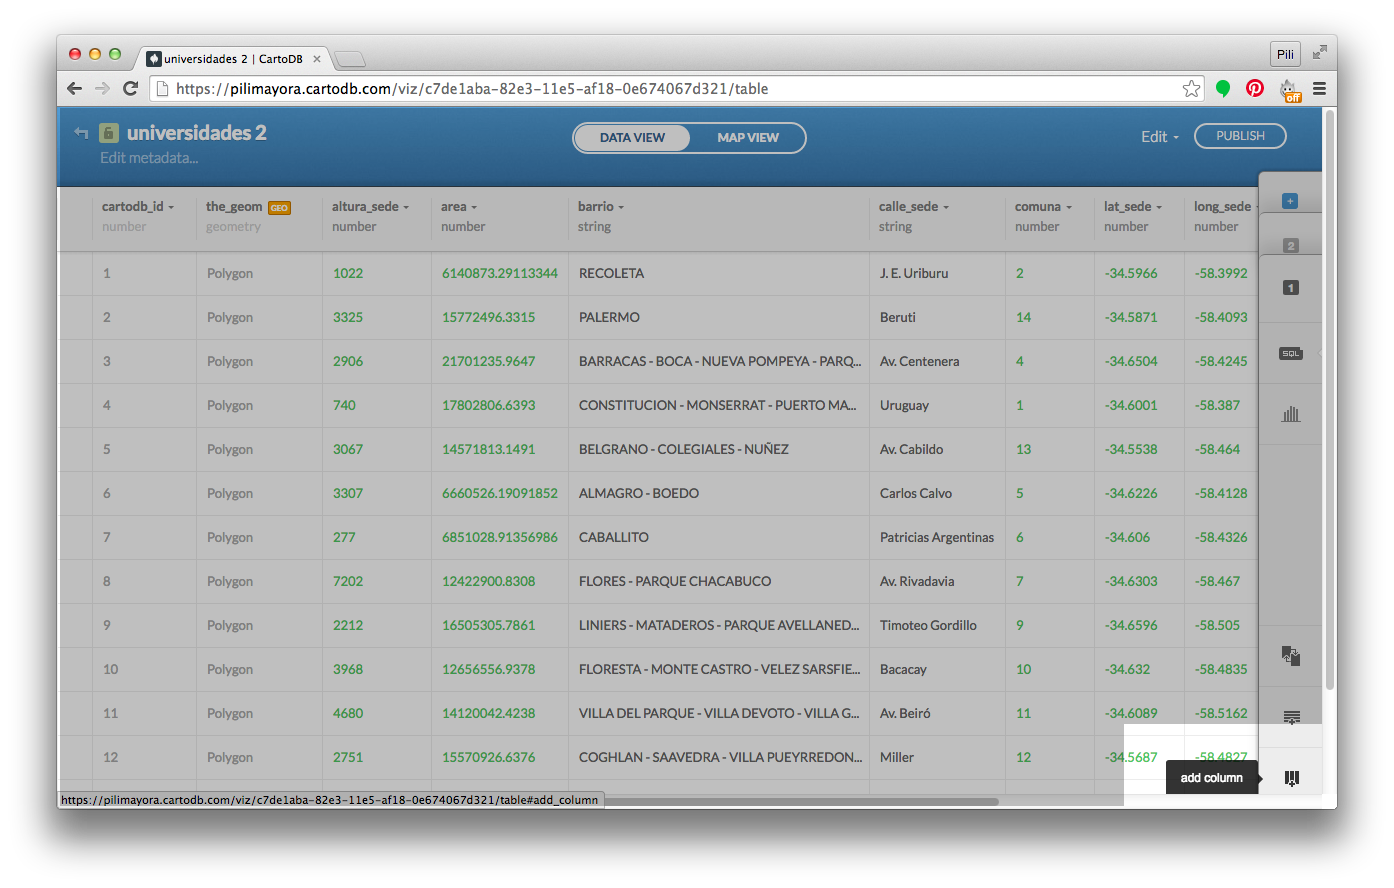 universidades 2 | CartoDB
Pili
https://pilimayora.cartodb.com/viz/c7de1aba-82e3-11e5-af18-0e674067d321/table
off
universidades 2
DATA VIEW MAP VIEW
Edit PUBLISH
Edit metadata...
cartodb_id the_geom GEO altura_sede area barrio calle_sede comuna lat_sede long_sede
number geometry number number string string number number number
2
1
SQL
1 Polygon 1022 6140873.29113344 RECOLETA J. E. Uriburu 2 -34.5966 -58.3992
2 Polygon 3325 15772496.3315 PALERMO Beruti 14 -34.5871 -58.4093
3 Polygon 2906 21701235.9647 BARRACAS - BOCA - NUEVA POMPEYA - PARQ... Av. Centenera 4 -34.6504 -58.4245
4 Polygon 740 17802806.6393 CONSTITUCION - MONSERRAT - PUERTO MA... Uruguay 1 -34.6001 -58.387
5 Polygon 3067 14571813.1491 BELGRANO - COLEGIALES - NUÑEZ Av. Cabildo 13 -34.5538 -58.464
6 Polygon 3307 6660526.19091852 ALMAGRO - BOEDO Carlos Calvo 5 -34.6226 -58.4128
7 Polygon 277 6851028.91356986 CABALLITO Patricias Argentinas 6 -34.606 -58.4326
8 Polygon 7202 12422900.8308 FLORES - PARQUE CHACABUCO Av. Rivadavia 7 -34.6303 -58.467
9 Polygon 2212 16505305.7861 LINIERS - MATADEROS - PARQUE AVELLANED... Timoteo Gordillo 9 -34.6596 -58.505
10 Polygon 3968 12656556.9378 FLORESTA - MONTE CASTRO - VELEZ SARSFIE... Bacacay 10 -34.632 -58.4835
11 Polygon 4680 14120042.4238 VILLA DEL PARQUE - VILLA DEVOTO - VILLA G... Av. Beiró 11 -34.6089 -58.5162
12 Polygon 2751 15570926.6376 COGHLAN - SAAVEDRA - VILLA PUEYRREDON... Miller 12 -34.5687 -58.4827
add column
https://pilimayora.cartodb.com/viz/c7de1aba-82e3-11e5-af18-0e674067d321/table#add_column